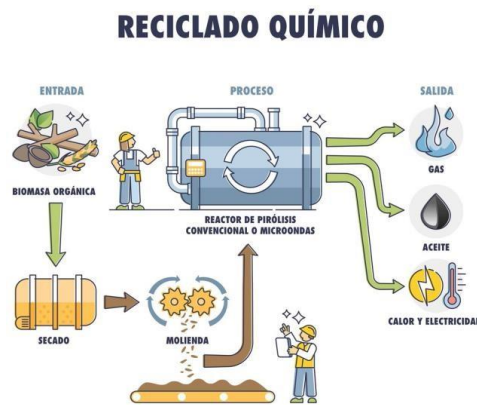 RECICLADO QUÍMICO
ENTRADA
PROCESO
SALIDA
BIOMASA ORGÁNICA
REACTOR DE PIRÓLISIS
CONVENCIONAL O MICROONDAS
GAS
ACEITE
SECADO
MOLIENDA
CALOR Y ELECTRICIDAD